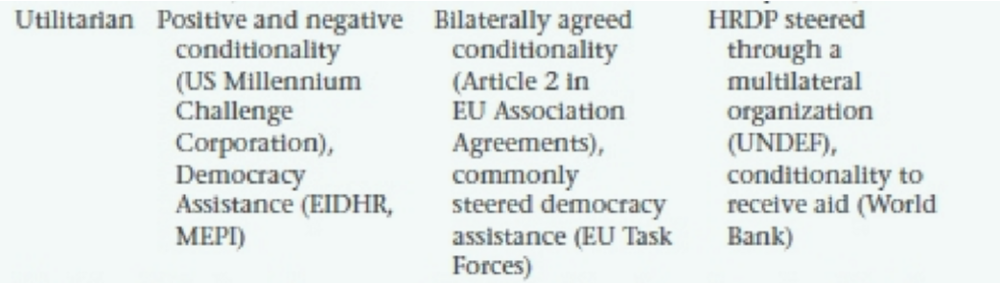 Utilitarian
Positive and negative
conditionality
(US Millennium
Challenge
Corporation),
Democracy
Assistance (EIDHR,
MEPI)
Bilaterally agreed
conditionality
(Article 2 in
EU Association
Agreements),
commonly
steered democracy
assistance (EU Task
Forces)
HRDP steered
through a
multilateral
organization
(UNDEF),
conditionality to
receive aid (World
Bank)